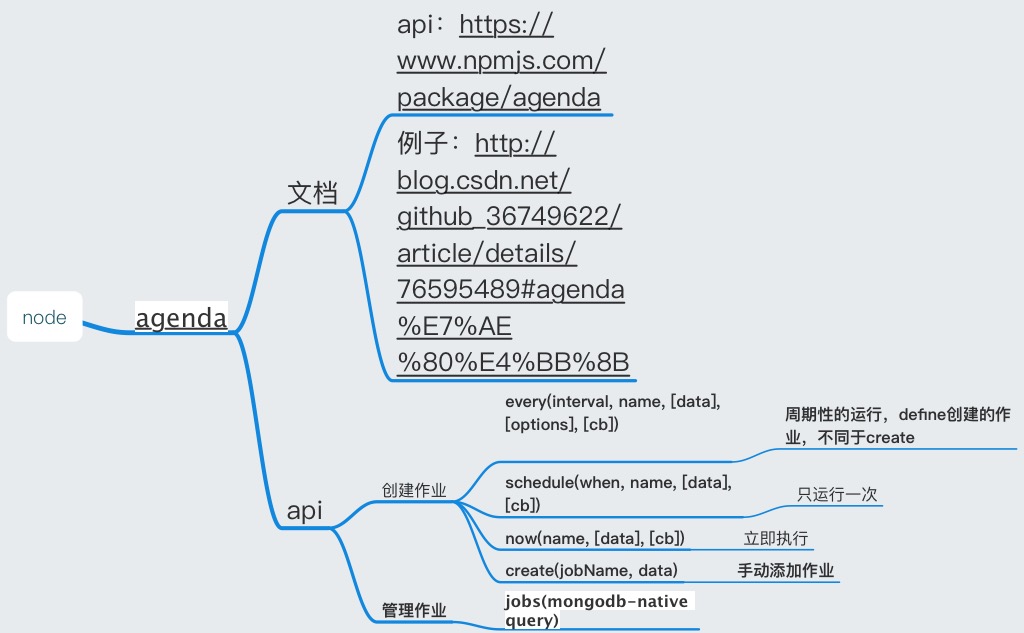 node
agenda
文档
api：https://
www.npmjs.com/
package/agenda
例子：http://
blog.csdn.net/
github_36749622/
article/details/
76595489#agenda
%E7%AE
%80%E4%BB%8B
api
创建作业
every(interval, name, [data],
[options], [cb])
周期性的运行，define创建的作
业，不同于create
schedule(when, name, [data],
[cb])
只运行一次
now(name, [data], [cb])
立即执行
create(jobName, data)
手动添加作业
管理作业
jobs(mongodb-native
query)